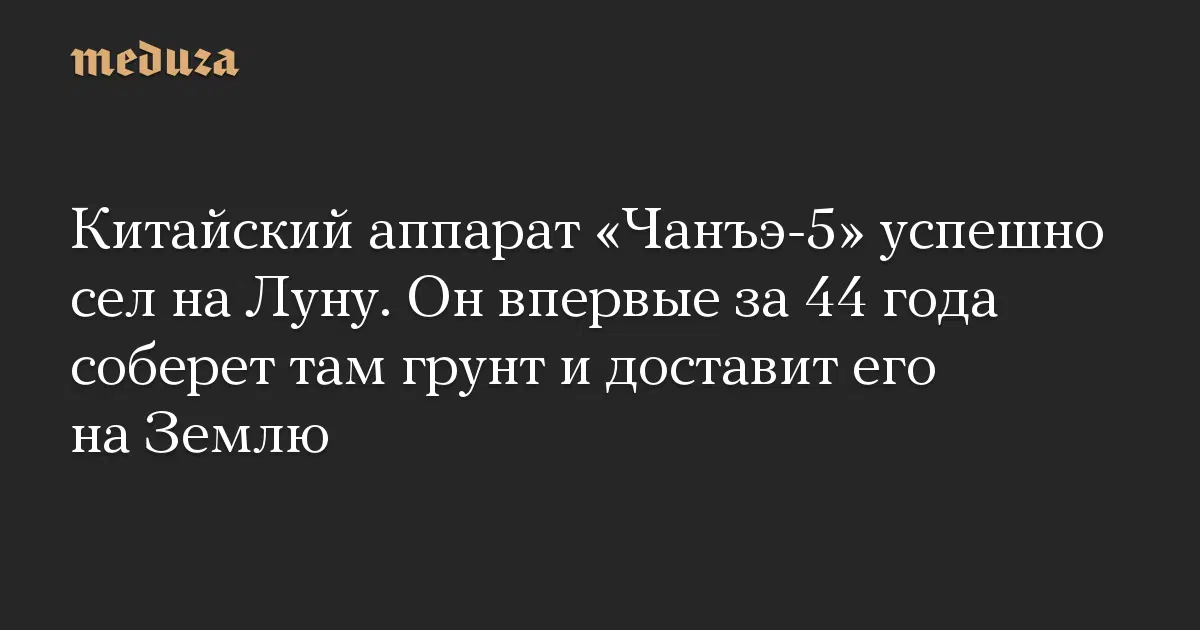 meduza
Китайский аппарат «Чанъэ-5» успешно
сел на Луну. Он впервые за 44 года
соберет там грунт и доставит его
на Землю